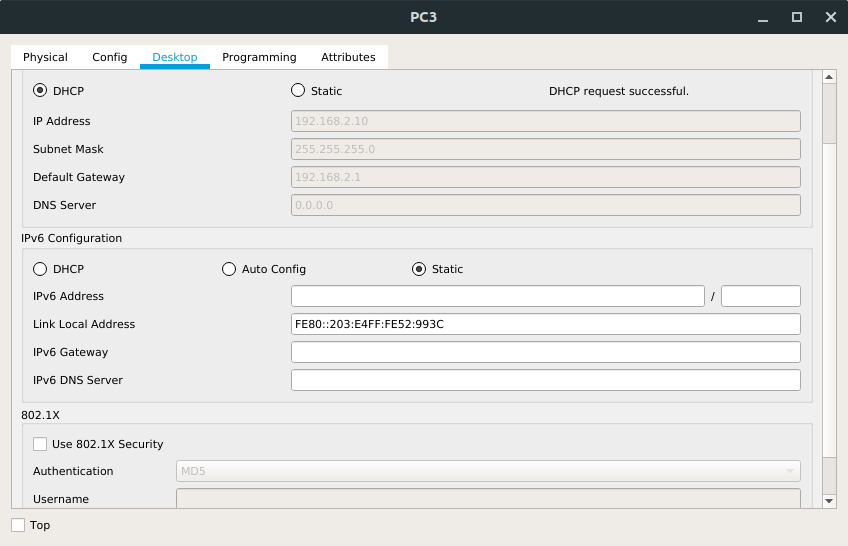 PC3
Physical Config Desktop Programming Attributes
DHCP Static DHCP request successful.
IP Address 192.168.2.10
Subnet Mask 255.255.255.0
Default Gateway 192.168.2.1
DNS Server 0.0.0.0
IPv6 Configuration
DHCP Auto Config Static
IPv6 Address /
Link Local Address FE80::203:E4FF:FE52:993C
IPv6 Gateway
IPv6 DNS Server
802.1X
Use 802.1X Security
Authentication MD5
Username
Top